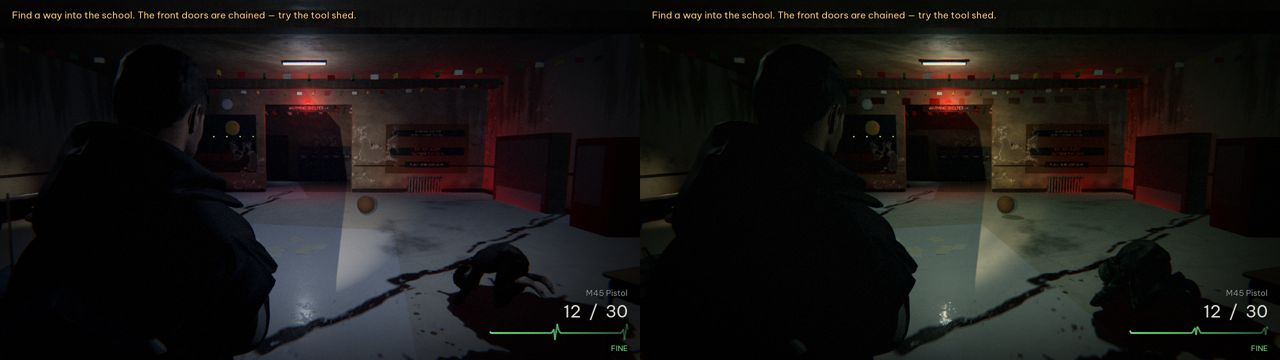 Find a way into the school. The front doors are chained — try the tool shed.
Find a way into the school. The front doors are chained — try the tool shed.
M45 Pistol
12 / 30
FINE
M45 Pistol
12 / 30
FINE